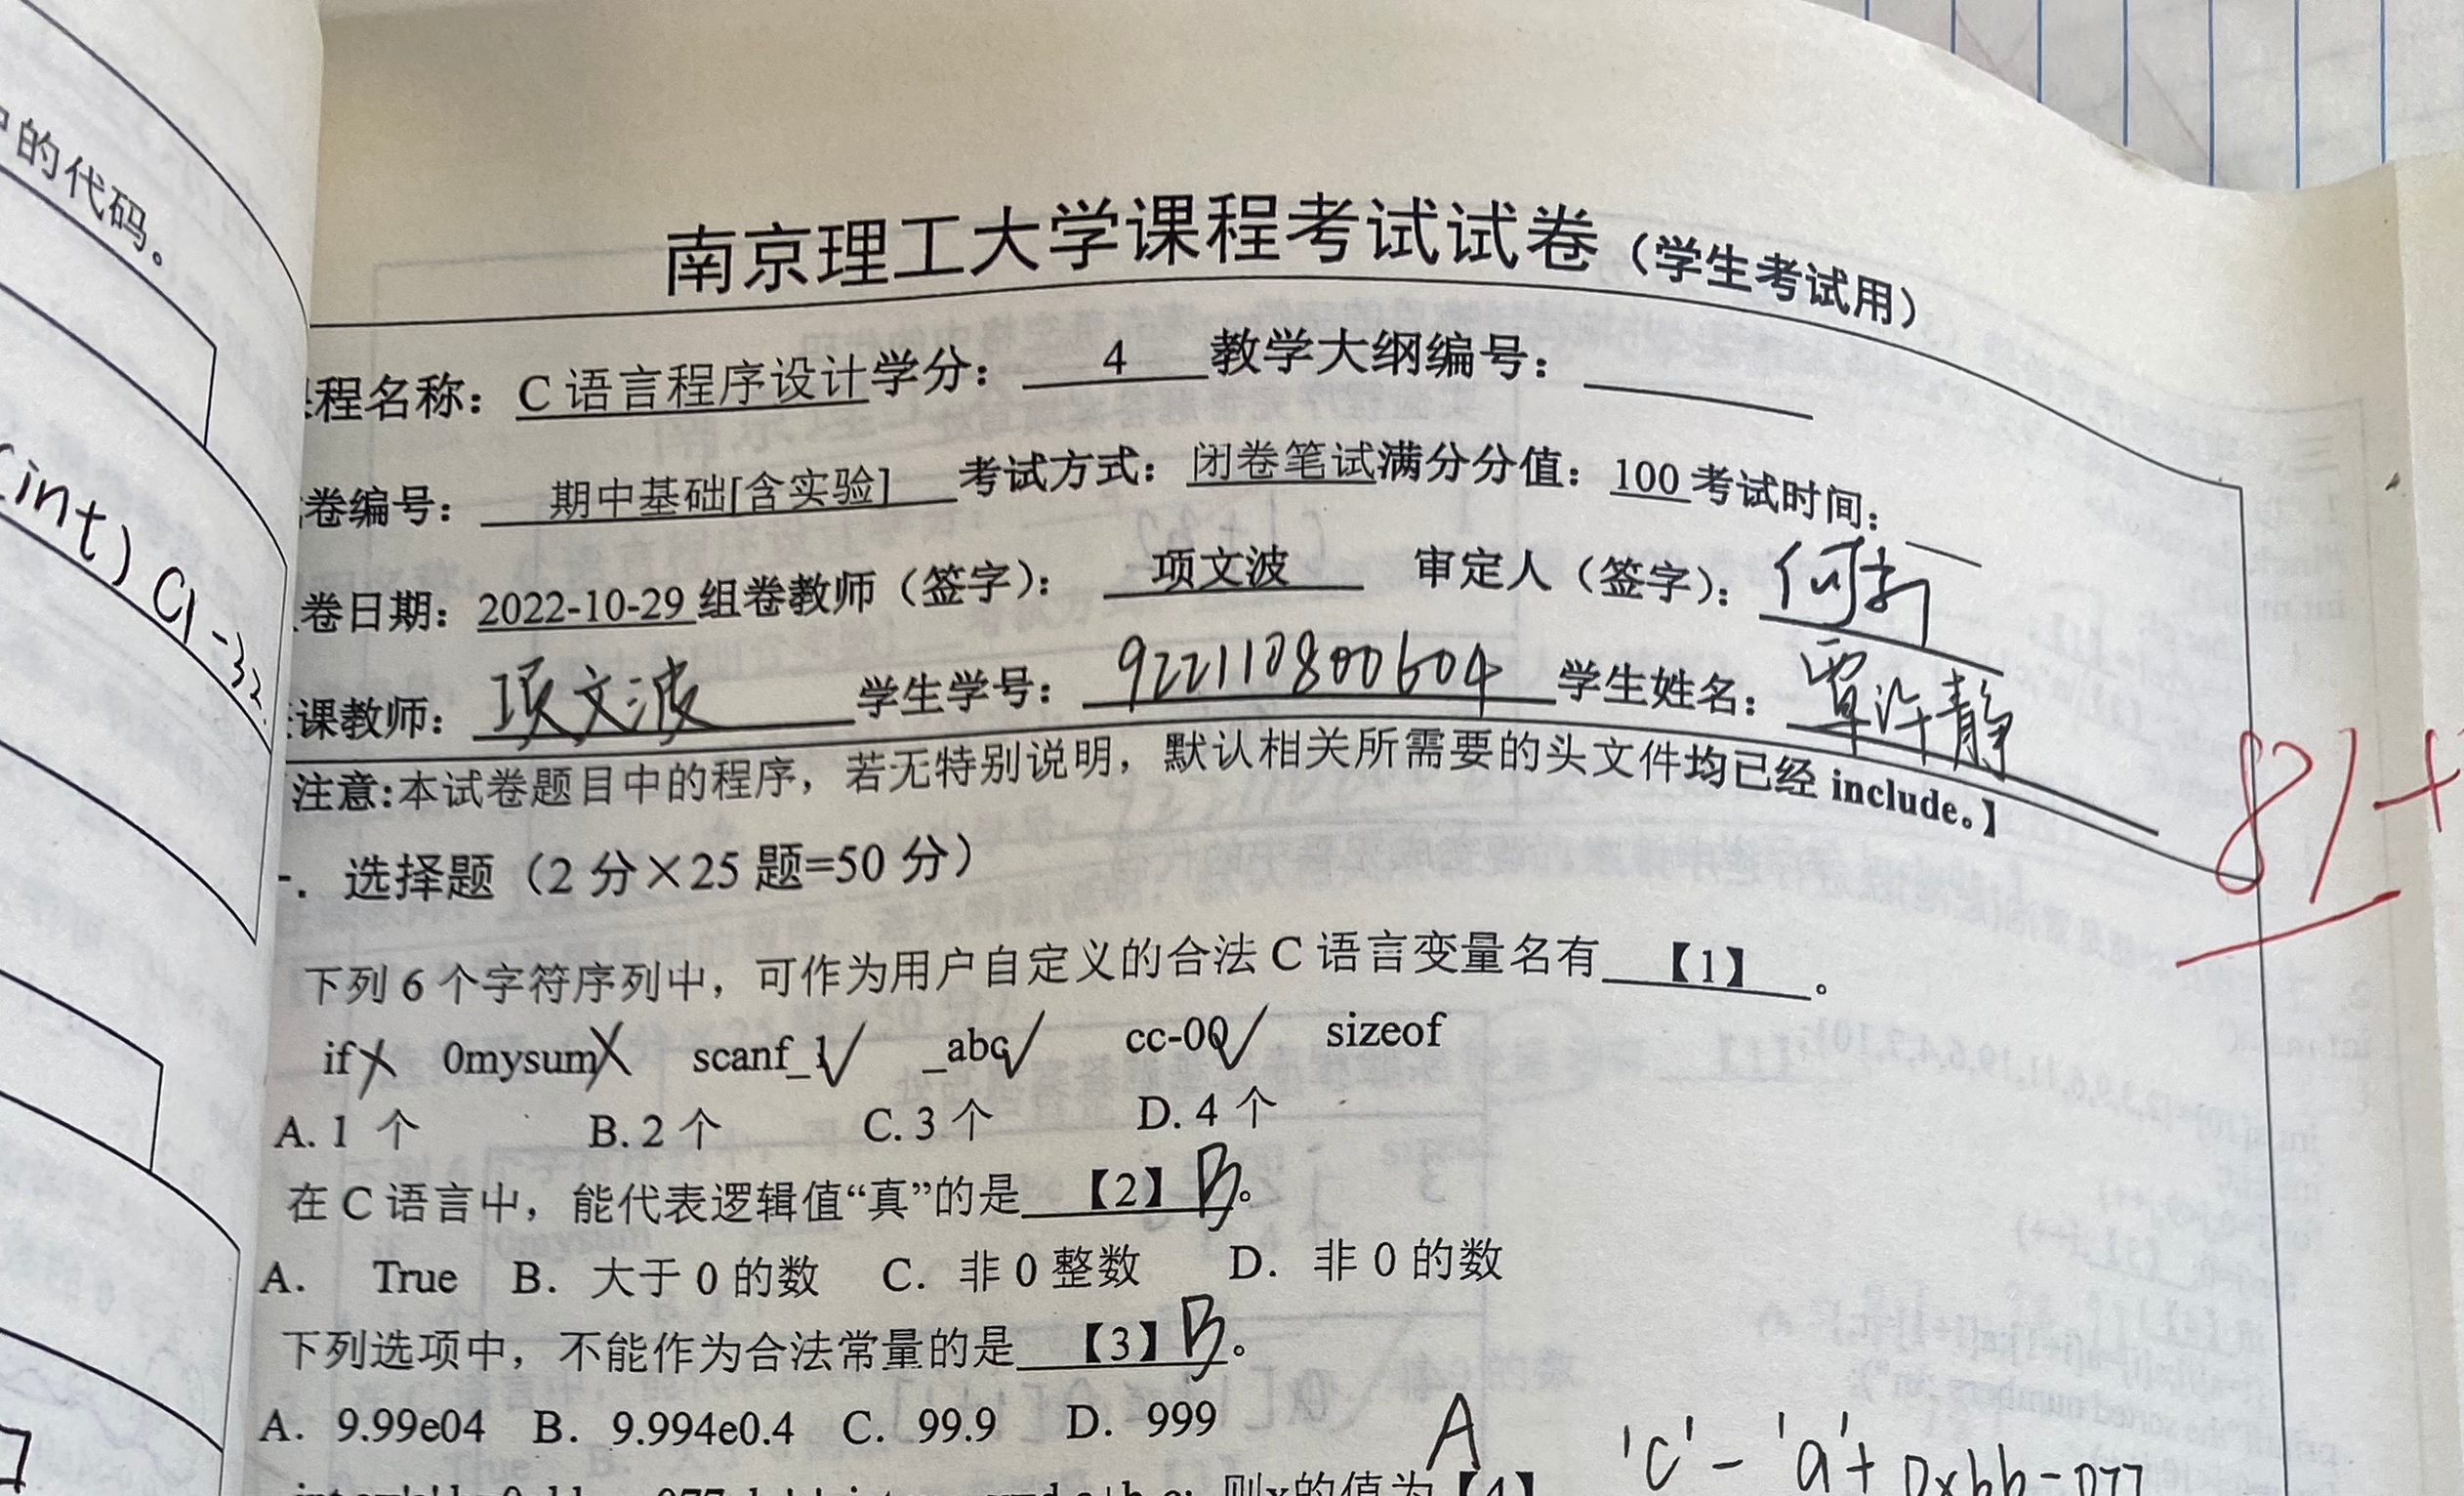 中的代码。
(int) C1-32
南京理工大学课程考试试卷（学生考试用）
课程名称：C 语言程序设计 学分：4 教学大纲编号：
卷编号：期中基础[含实验] 考试方式：闭卷笔试 满分分值：100 考试时间：
卷日期：2022-10-29 组卷教师（签字）：项文波 审定人（签字）：何新
课教师：项文波 学生学号：922110800604 学生姓名：覃许静
注意:本试卷题目中的程序，若无特别说明，默认相关所需要的头文件均已经 include。】
81+
一．选择题（2 分×25 题=50 分）
下列 6 个字符序列中，可作为用户自定义的合法 C 语言变量名有【1】。
if× 0mysum× scanf_1√ _abc√ cc-00√ sizeof
A. 1 个 B. 2 个 C. 3 个 D. 4 个
在 C 语言中，能代表逻辑值“真”的是【2】B。
A． True B．大于 0 的数 C．非 0 整数 D．非 0 的数
下列选项中，不能作为合法常量的是【3】B。
A．9.99e04 B．9.994e0.4 C．99.9 D．999
A 'c'-'a'+0xbb-077
则x的值为【4】